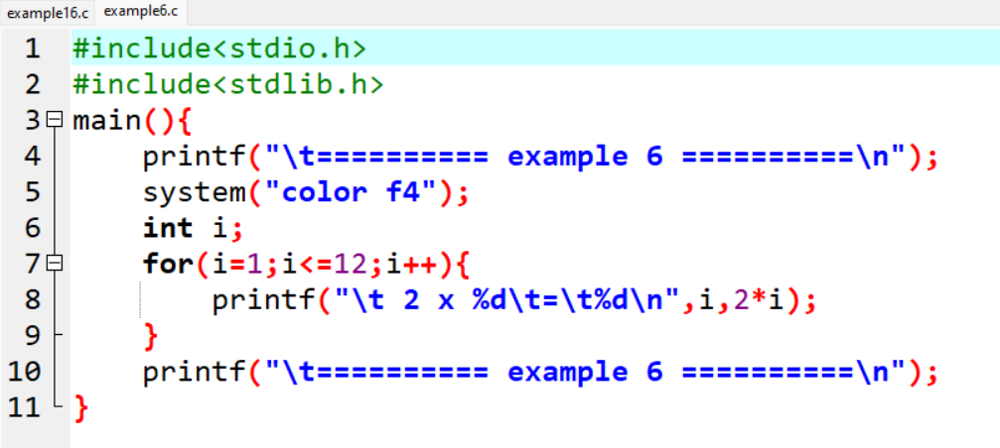 example16.c example6.c
1 #include<stdio.h>
2 #include<stdlib.h>
3 main(){
4 printf("\t========== example 6 ==========\n");
5 system("color f4");
6 int i;
7 for(i=1;i<=12;i++){
8 printf("\t 2 x %d\t=\t%d\n",i,2*i);
9 }
10 printf("\t========== example 6 ==========\n");
11 }